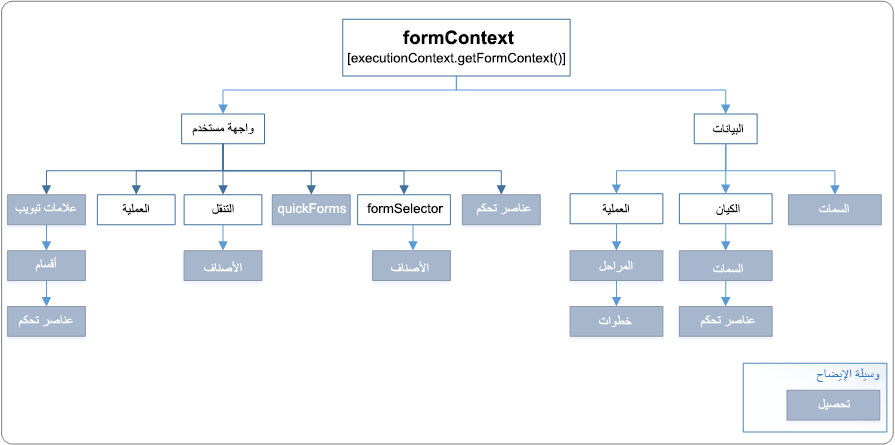 formContext
[executionContext.getFormContext()]
واجهة مستخدم
البيانات
علامات تبويب
العملية
التنقل
quickForms
formSelector
عناصر تحكم
العملية
الكيان
السمات
أقسام
الأصناف
الأصناف
المراحل
السمات
عناصر تحكم
خطوات
عناصر تحكم
وسيلة الإيضاح
تحصيل